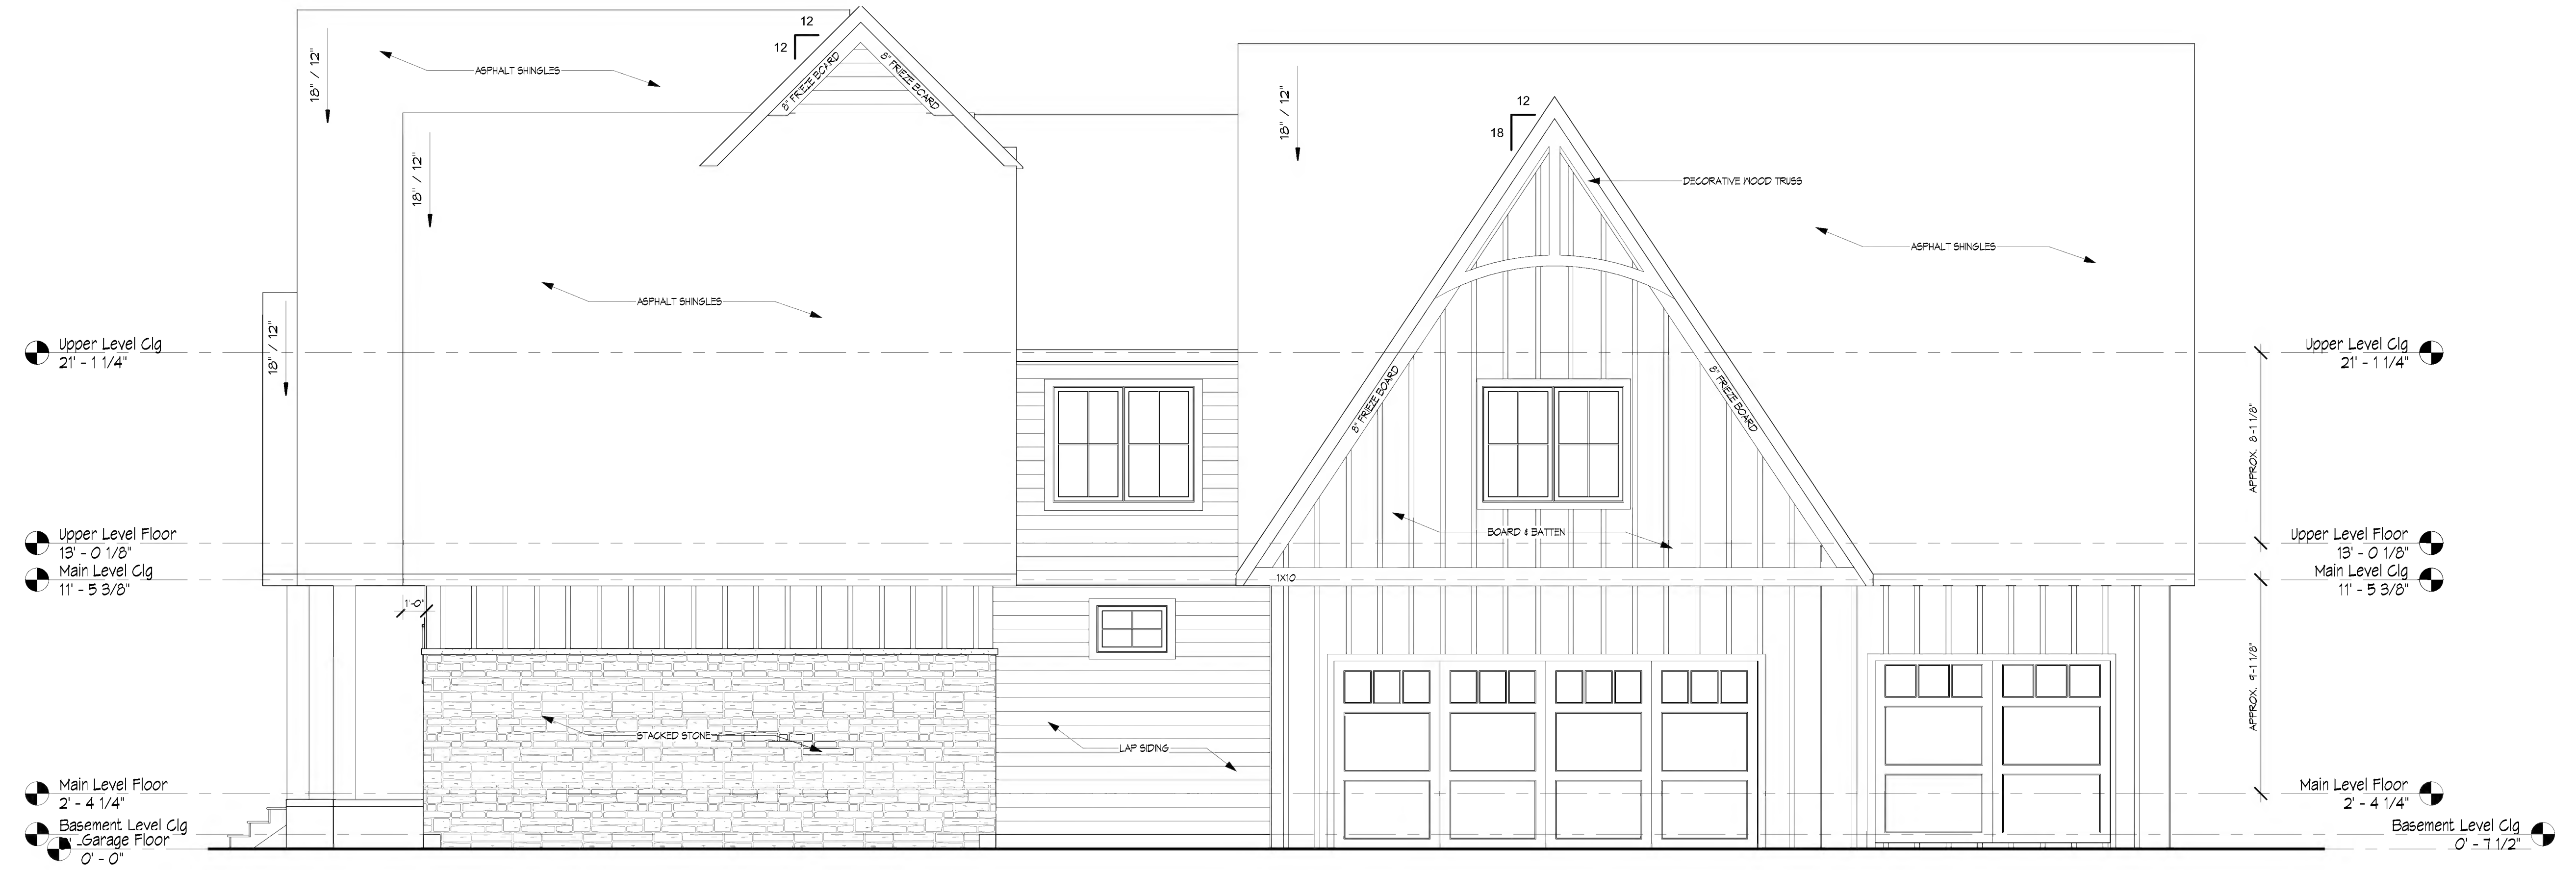 12
12
18" / 12"
ASPHALT SHINGLES
8" FRIEZE BOARD
8" FRIEZE BOARD
18" / 12"
12
18
18" / 12"
DECORATIVE WOOD TRUSS
ASPHALT SHINGLES
ASPHALT SHINGLES
18" / 12"
Upper Level Clg
21' - 1 1/4"
Upper Level Clg
21' - 1 1/4"
8" FRIEZE BOARD
8" FRIEZE BOARD
APPROX. 8'-1 1/8"
Upper Level Floor
13' - 0 1/8"
BOARD & BATTEN
Upper Level Floor
13' - 0 1/8"
Main Level Clg
11' - 5 3/8"
1X10
Main Level Clg
11' - 5 3/8"
1'-0"
APPROX. 9'-1 1/8"
STACKED STONE
LAP SIDING
Main Level Floor
2' - 4 1/4"
Main Level Floor
2' - 4 1/4"
Basement Level Clg
Garage Floor
0' - 0"
Basement Level Clg
0' - 7 1/2"